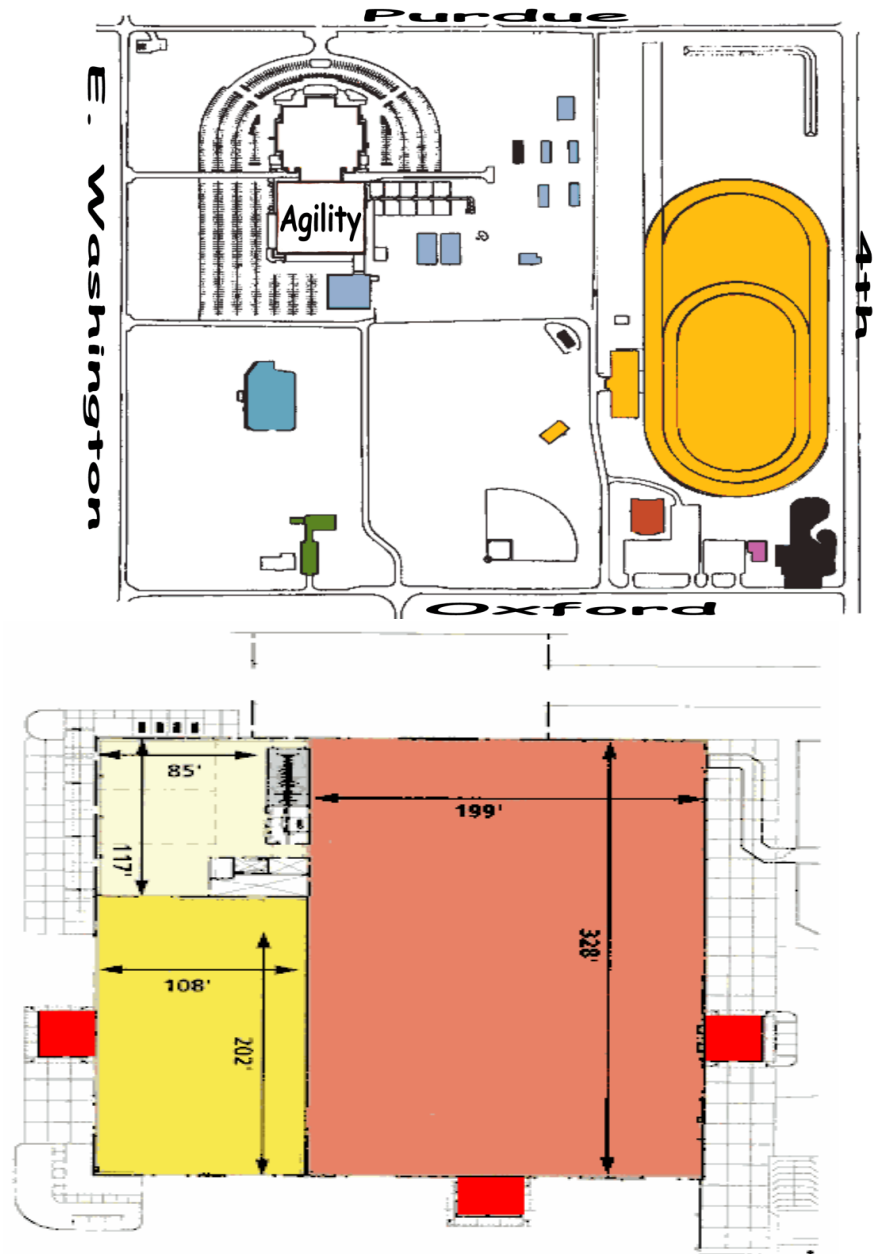 Purdue
E. Washington
Agility
4th
Oxford
85'
199'
117'
328'
108'
202'